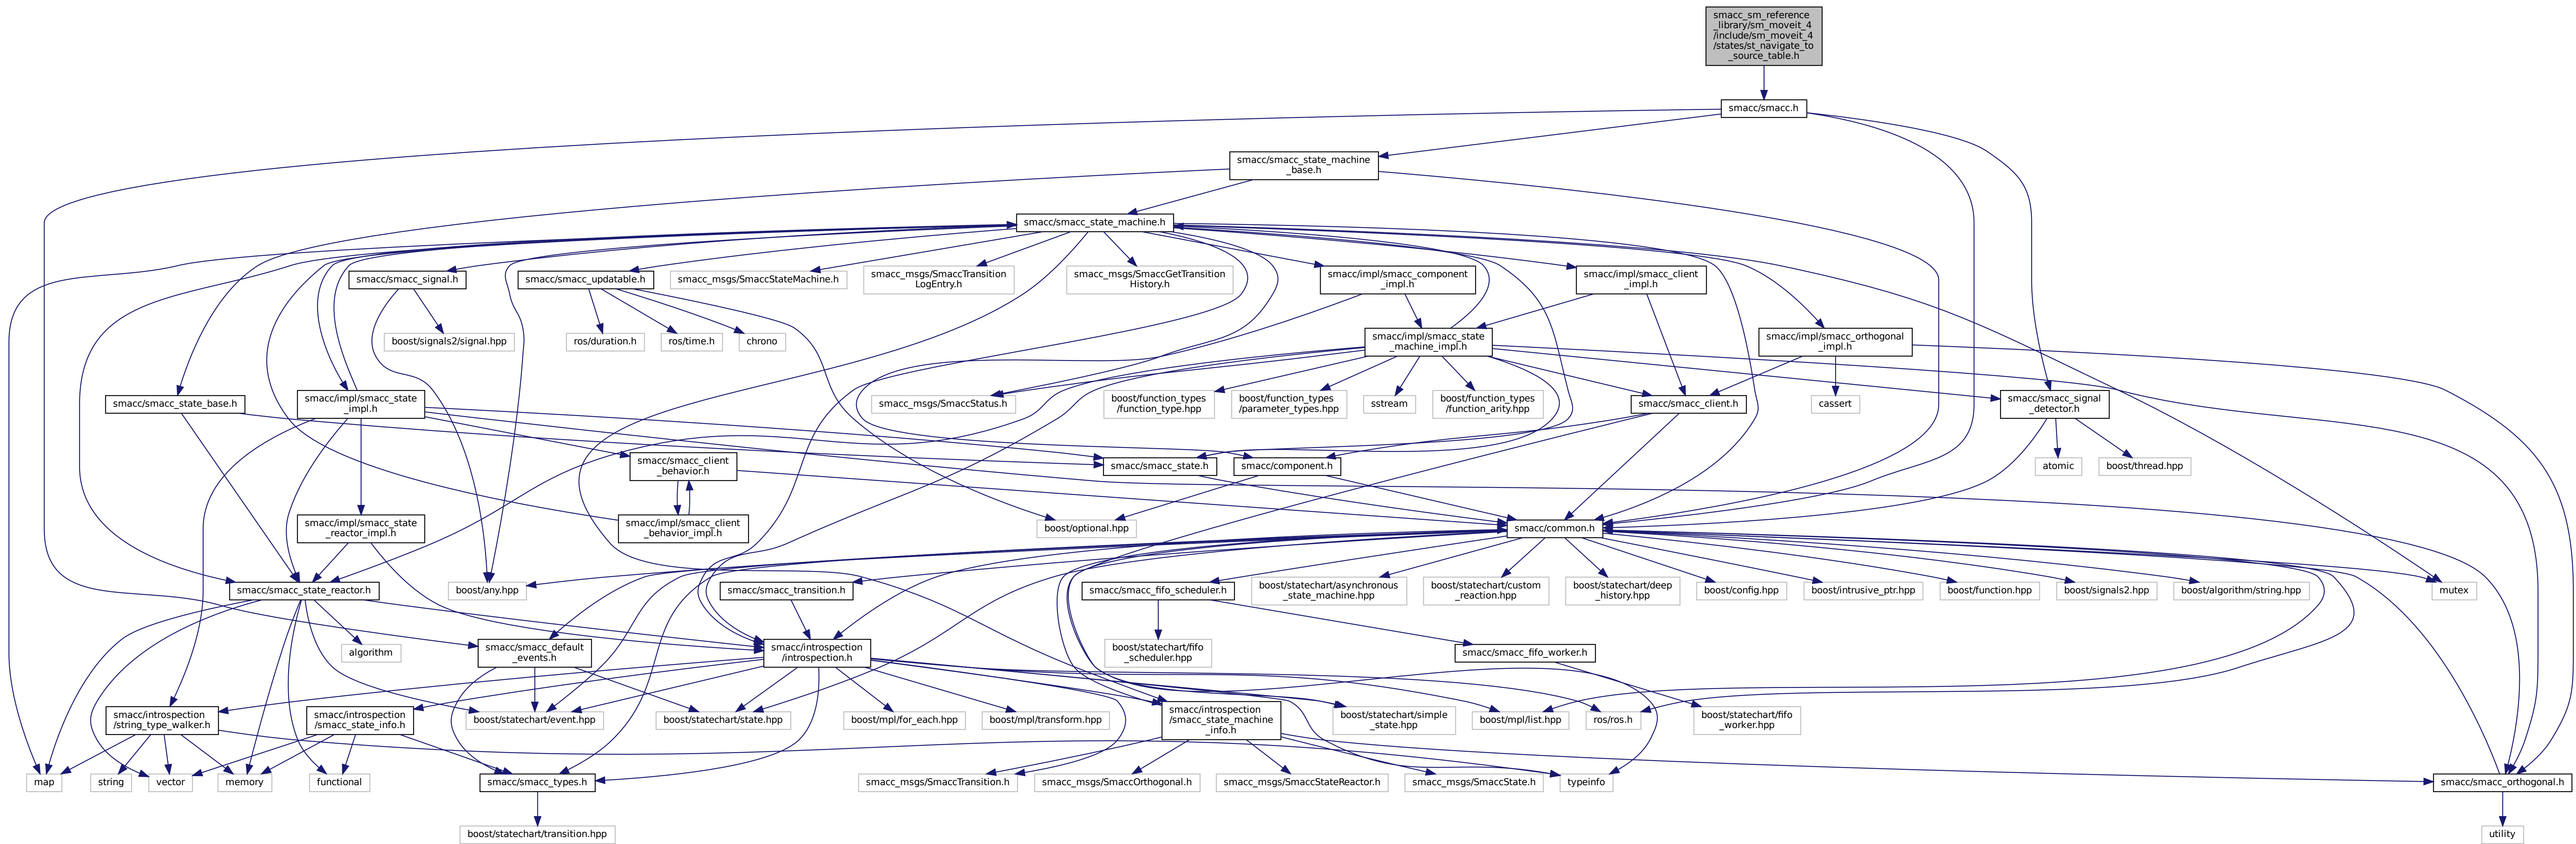 smacc_sm_reference
_library/sm_moveit_4
/include/sm_moveit_4
/states/st_navigate_to
_source_table.h
smacc/smacc.h
smacc/smacc_state_machine
_base.h
smacc/smacc_state_machine.h
smacc/smacc_signal.h
smacc/smacc_updatable.h
smacc_msgs/SmaccStateMachine.h
smacc_msgs/SmaccTransition
LogEntry.h
smacc_msgs/SmaccGetTransition
History.h
smacc/impl/smacc_component
_impl.h
smacc/impl/smacc_client
_impl.h
boost/signals2/signal.hpp
ros/duration.h
ros/time.h
chrono
smacc/impl/smacc_state
_machine_impl.h
smacc/impl/smacc_orthogonal
_impl.h
smacc/smacc_state_base.h
smacc/impl/smacc_state
_impl.h
smacc_msgs/SmaccStatus.h
boost/function_types
/function_type.hpp
boost/function_types
/parameter_types.hpp
sstream
boost/function_types
/function_arity.hpp
smacc/smacc_client.h
cassert
smacc/smacc_signal
_detector.h
smacc/smacc_client
_behavior.h
smacc/smacc_state.h
smacc/component.h
atomic
boost/thread.hpp
smacc/impl/smacc_state
_reactor_impl.h
smacc/impl/smacc_client
_behavior_impl.h
boost/optional.hpp
smacc/common.h
smacc/smacc_state_reactor.h
boost/any.hpp
smacc/smacc_transition.h
smacc/smacc_fifo_scheduler.h
boost/statechart/asynchronous
_state_machine.hpp
boost/statechart/custom
_reaction.hpp
boost/statechart/deep
_history.hpp
boost/config.hpp
boost/intrusive_ptr.hpp
boost/function.hpp
boost/signals2.hpp
boost/algorithm/string.hpp
mutex
algorithm
smacc/smacc_default
_events.h
smacc/introspection
/introspection.h
boost/statechart/fifo
_scheduler.hpp
smacc/smacc_fifo_worker.h
smacc/introspection
/string_type_walker.h
smacc/introspection
/smacc_state_info.h
boost/statechart/event.hpp
boost/statechart/state.hpp
boost/mpl/for_each.hpp
boost/mpl/transform.hpp
smacc/introspection
/smacc_state_machine
_info.h
boost/statechart/simple
_state.hpp
boost/mpl/list.hpp
ros/ros.h
boost/statechart/fifo
_worker.hpp
map
string
vector
memory
functional
smacc/smacc_types.h
smacc_msgs/SmaccTransition.h
smacc_msgs/SmaccOrthogonal.h
smacc_msgs/SmaccStateReactor.h
smacc_msgs/SmaccState.h
typeinfo
smacc/smacc_orthogonal.h
boost/statechart/transition.hpp
utility